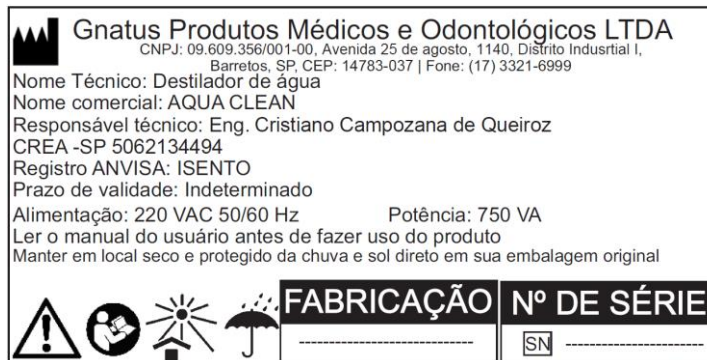 Gnatus Produtos Médicos e Odontológicos LTDA
CNPJ: 09.609.356/001-00, Avenida 25 de agosto, 1140, Distrito Indusrtial I,
Barretos, SP, CEP: 14783-037 | Fone: (17) 3321-6999
Nome Técnico: Destilador de água
Nome comercial: AQUA CLEAN
Responsável técnico: Eng. Cristiano Campozana de Queiroz
CREA -SP 5062134494
Registro ANVISA: ISENTO
Prazo de validade: Indeterminado
Alimentação: 220 VAC 50/60 Hz Potência: 750 VA
Ler o manual do usuário antes de fazer uso do produto
Manter em local seco e protegido da chuva e sol direto em sua embalagem original
FABRICAÇÃO Nº DE SÉRIE
--------------------------- SN ----------------------